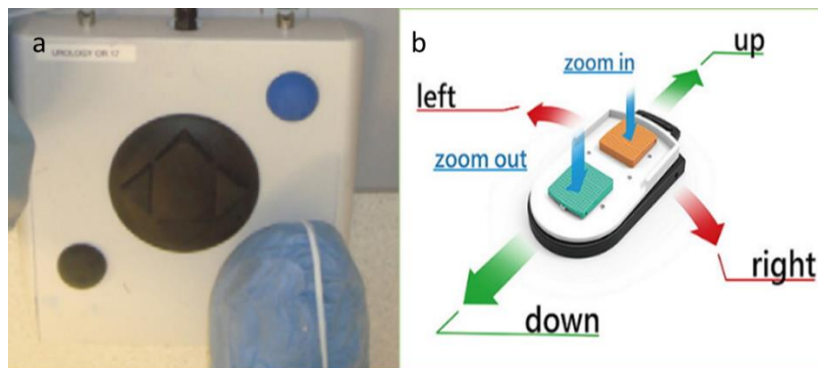 a
UROLOGY OR 17
b
up
zoom in
left
zoom out
right
down